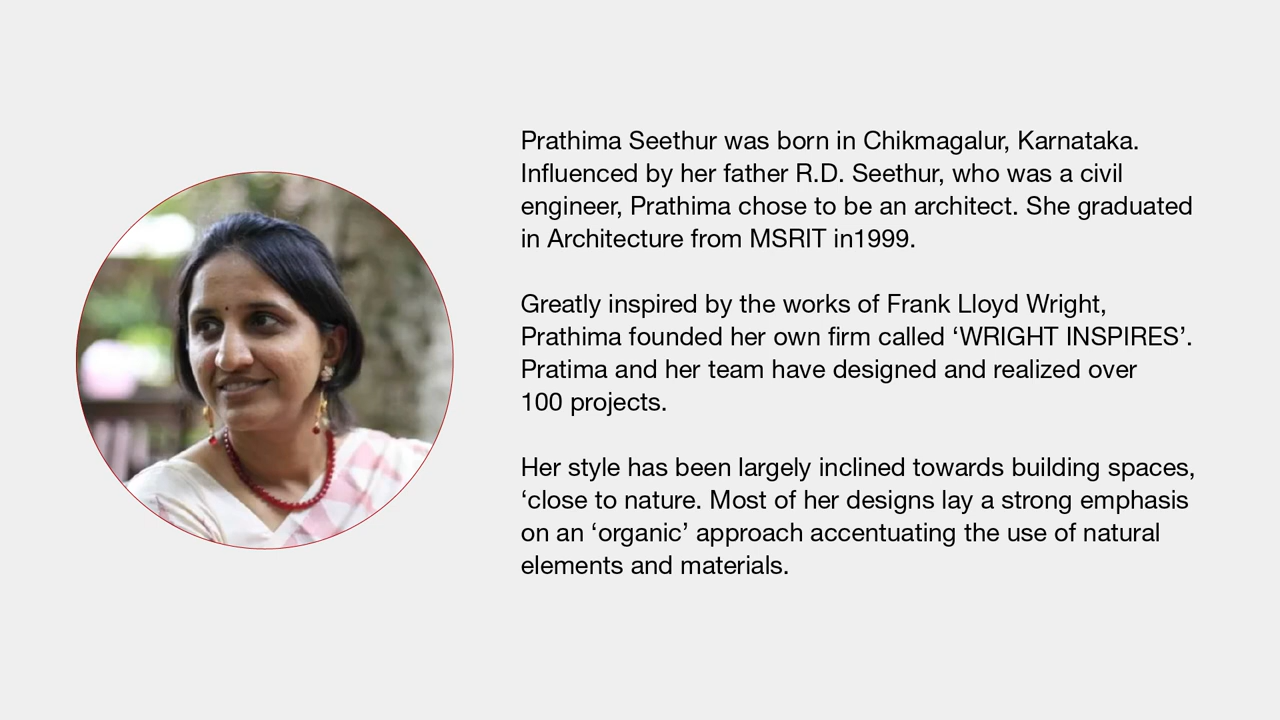 Prathima Seethur was born in Chikmagalur, Karnataka.
Influenced by her father R.D. Seethur, who was a civil
engineer, Prathima chose to be an architect. She graduated
in Architecture from MSRIT in1999.
Greatly inspired by the works of Frank Lloyd Wright,
Prathima founded her own firm called ‘WRIGHT INSPIRES’.
Pratima and her team have designed and realized over
100 projects.
Her style has been largely inclined towards building spaces,
‘close to nature. Most of her designs lay a strong emphasis
on an ‘organic’ approach accentuating the use of natural
elements and materials.